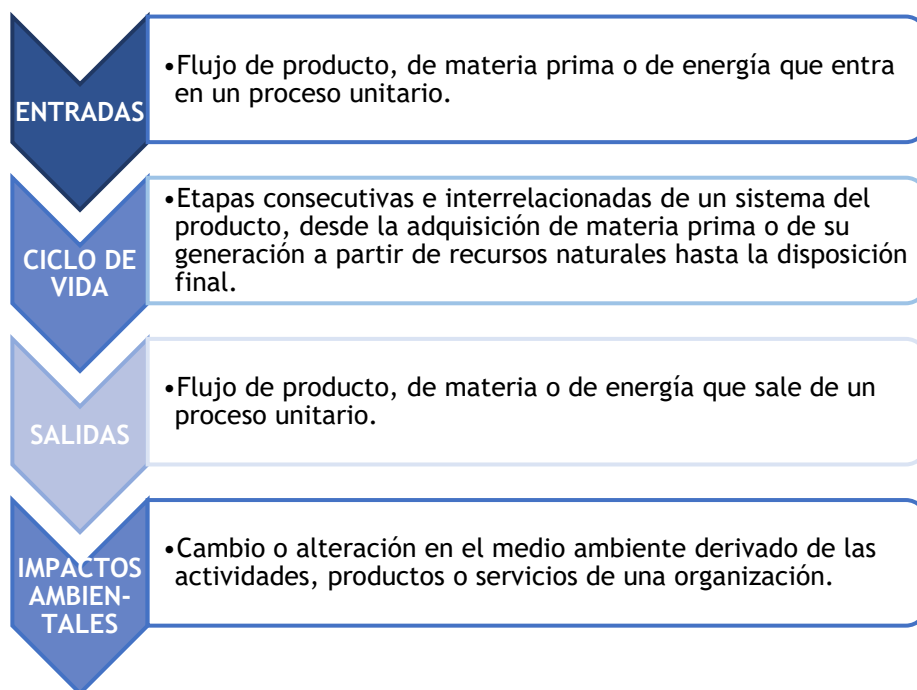 ENTRADAS
•Flujo de producto, de materia prima o de energía que entra
en un proceso unitario.
CICLO DE
VIDA
•Etapas consecutivas e interrelacionadas de un sistema del
producto, desde la adquisición de materia prima o de su
generación a partir de recursos naturales hasta la disposición
final.
SALIDAS
•Flujo de producto, de materia o de energía que sale de un
proceso unitario.
IMPACTOS
AMBIEN-
TALES
•Cambio o alteración en el medio ambiente derivado de las
actividades, productos o servicios de una organización.